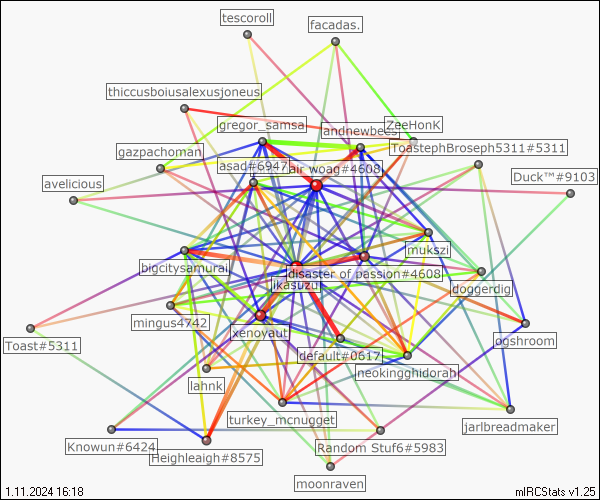 tescoroll
facadas.
thiccusboiusalexusjoneus
gregor_samsa
andnewbees
ZeeHonK
ToastephBroseph5311#5311
gazpachoman
asad#6947
air woag#4608
Duck™#9103
avelicious
mukszi
bigcitysamurai
disaster of passion#4608
ikasuzu
doggerdig
mingus4742
xenoyaut
ogshroom
Toast#5311
default#0617
neokingghidorah
lahnk
turkey_mcnugget
jarlbreadmaker
Knowun#6424
Heighleaigh#8575
Random Stuf6#5983
moonraven
1.11.2024 16:18
mIRCStats v1.25